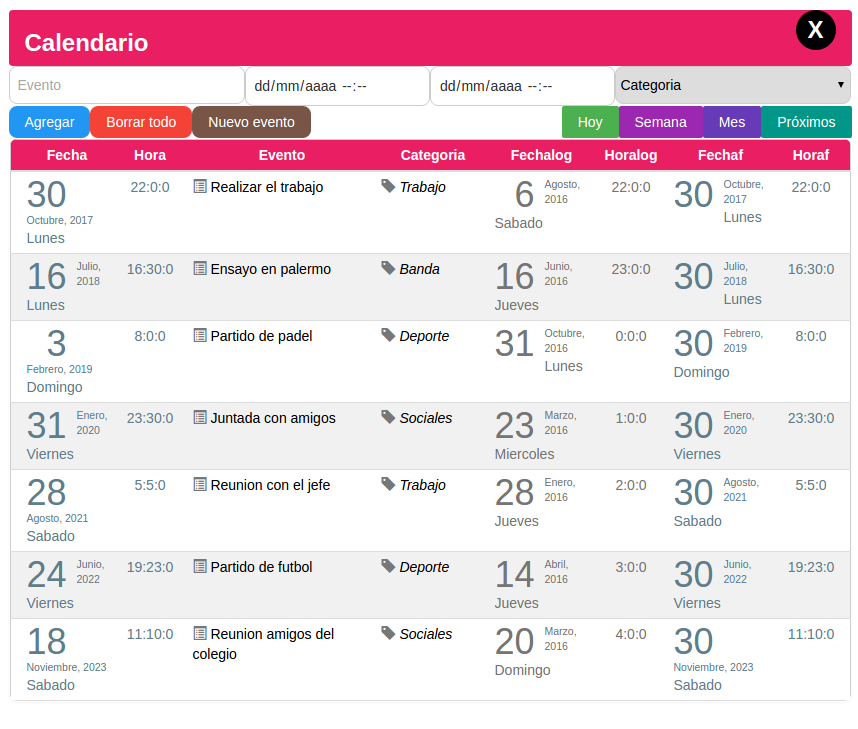 Calendario X
Evento dd/mm/aaaa --:-- dd/mm/aaaa --:-- Categoria
Agregar Borrar todo Nuevo evento Hoy Semana Mes Próximos
Fecha Hora Evento Categoria Fechalog Horalog Fechaf Horaf
30 22:0:0 Realizar el trabajo Trabajo 6 Agosto, 22:0:0 30 Octubre, 22:0:0
2016 2017
Octubre, 2017 Sabado Lunes
Lunes
16 Julio, 16:30:0 Ensayo en palermo Banda 16 Junio, 23:0:0 30 Julio, 16:30:0
2018 2016 2018
Lunes Jueves Lunes
3 8:0:0 Partido de padel Deporte 31 Octubre, 0:0:0 30 Febrero, 8:0:0
2016 2019
Febrero, 2019 Lunes Domingo
Domingo
31 Enero, 23:30:0 Juntada con amigos Sociales 23 Marzo, 1:0:0 30 Enero, 23:30:0
2020 2016 2020
Viernes Miercoles Viernes
28 5:5:0 Reunion con el jefe Trabajo 28 Enero, 2:0:0 30 Agosto, 5:5:0
2016 2021
Agosto, 2021 Jueves Sabado
Sabado
24 Junio, 19:23:0 Partido de futbol Deporte 14 Abril, 3:0:0 30 Junio, 19:23:0
2022 2016 2022
Viernes Jueves Viernes
18 11:10:0 Reunion amigos del Sociales 20 Marzo, 4:0:0 30 11:10:0
colegio 2016
Noviembre, 2023 Domingo Noviembre, 2023
Sabado Sabado